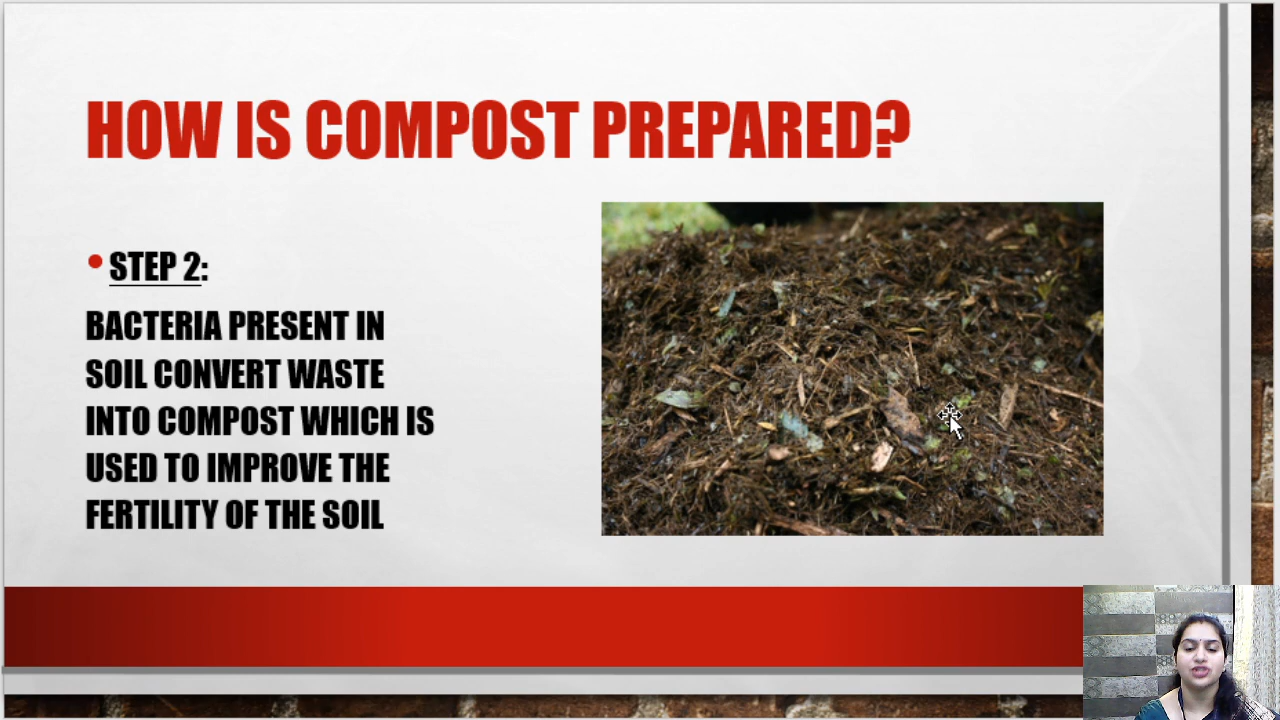 HOW IS COMPOST PREPARED?
• STEP 2:
BACTERIA PRESENT IN
SOIL CONVERT WASTE
INTO COMPOST WHICH IS
USED TO IMPROVE THE
FERTILITY OF THE SOIL